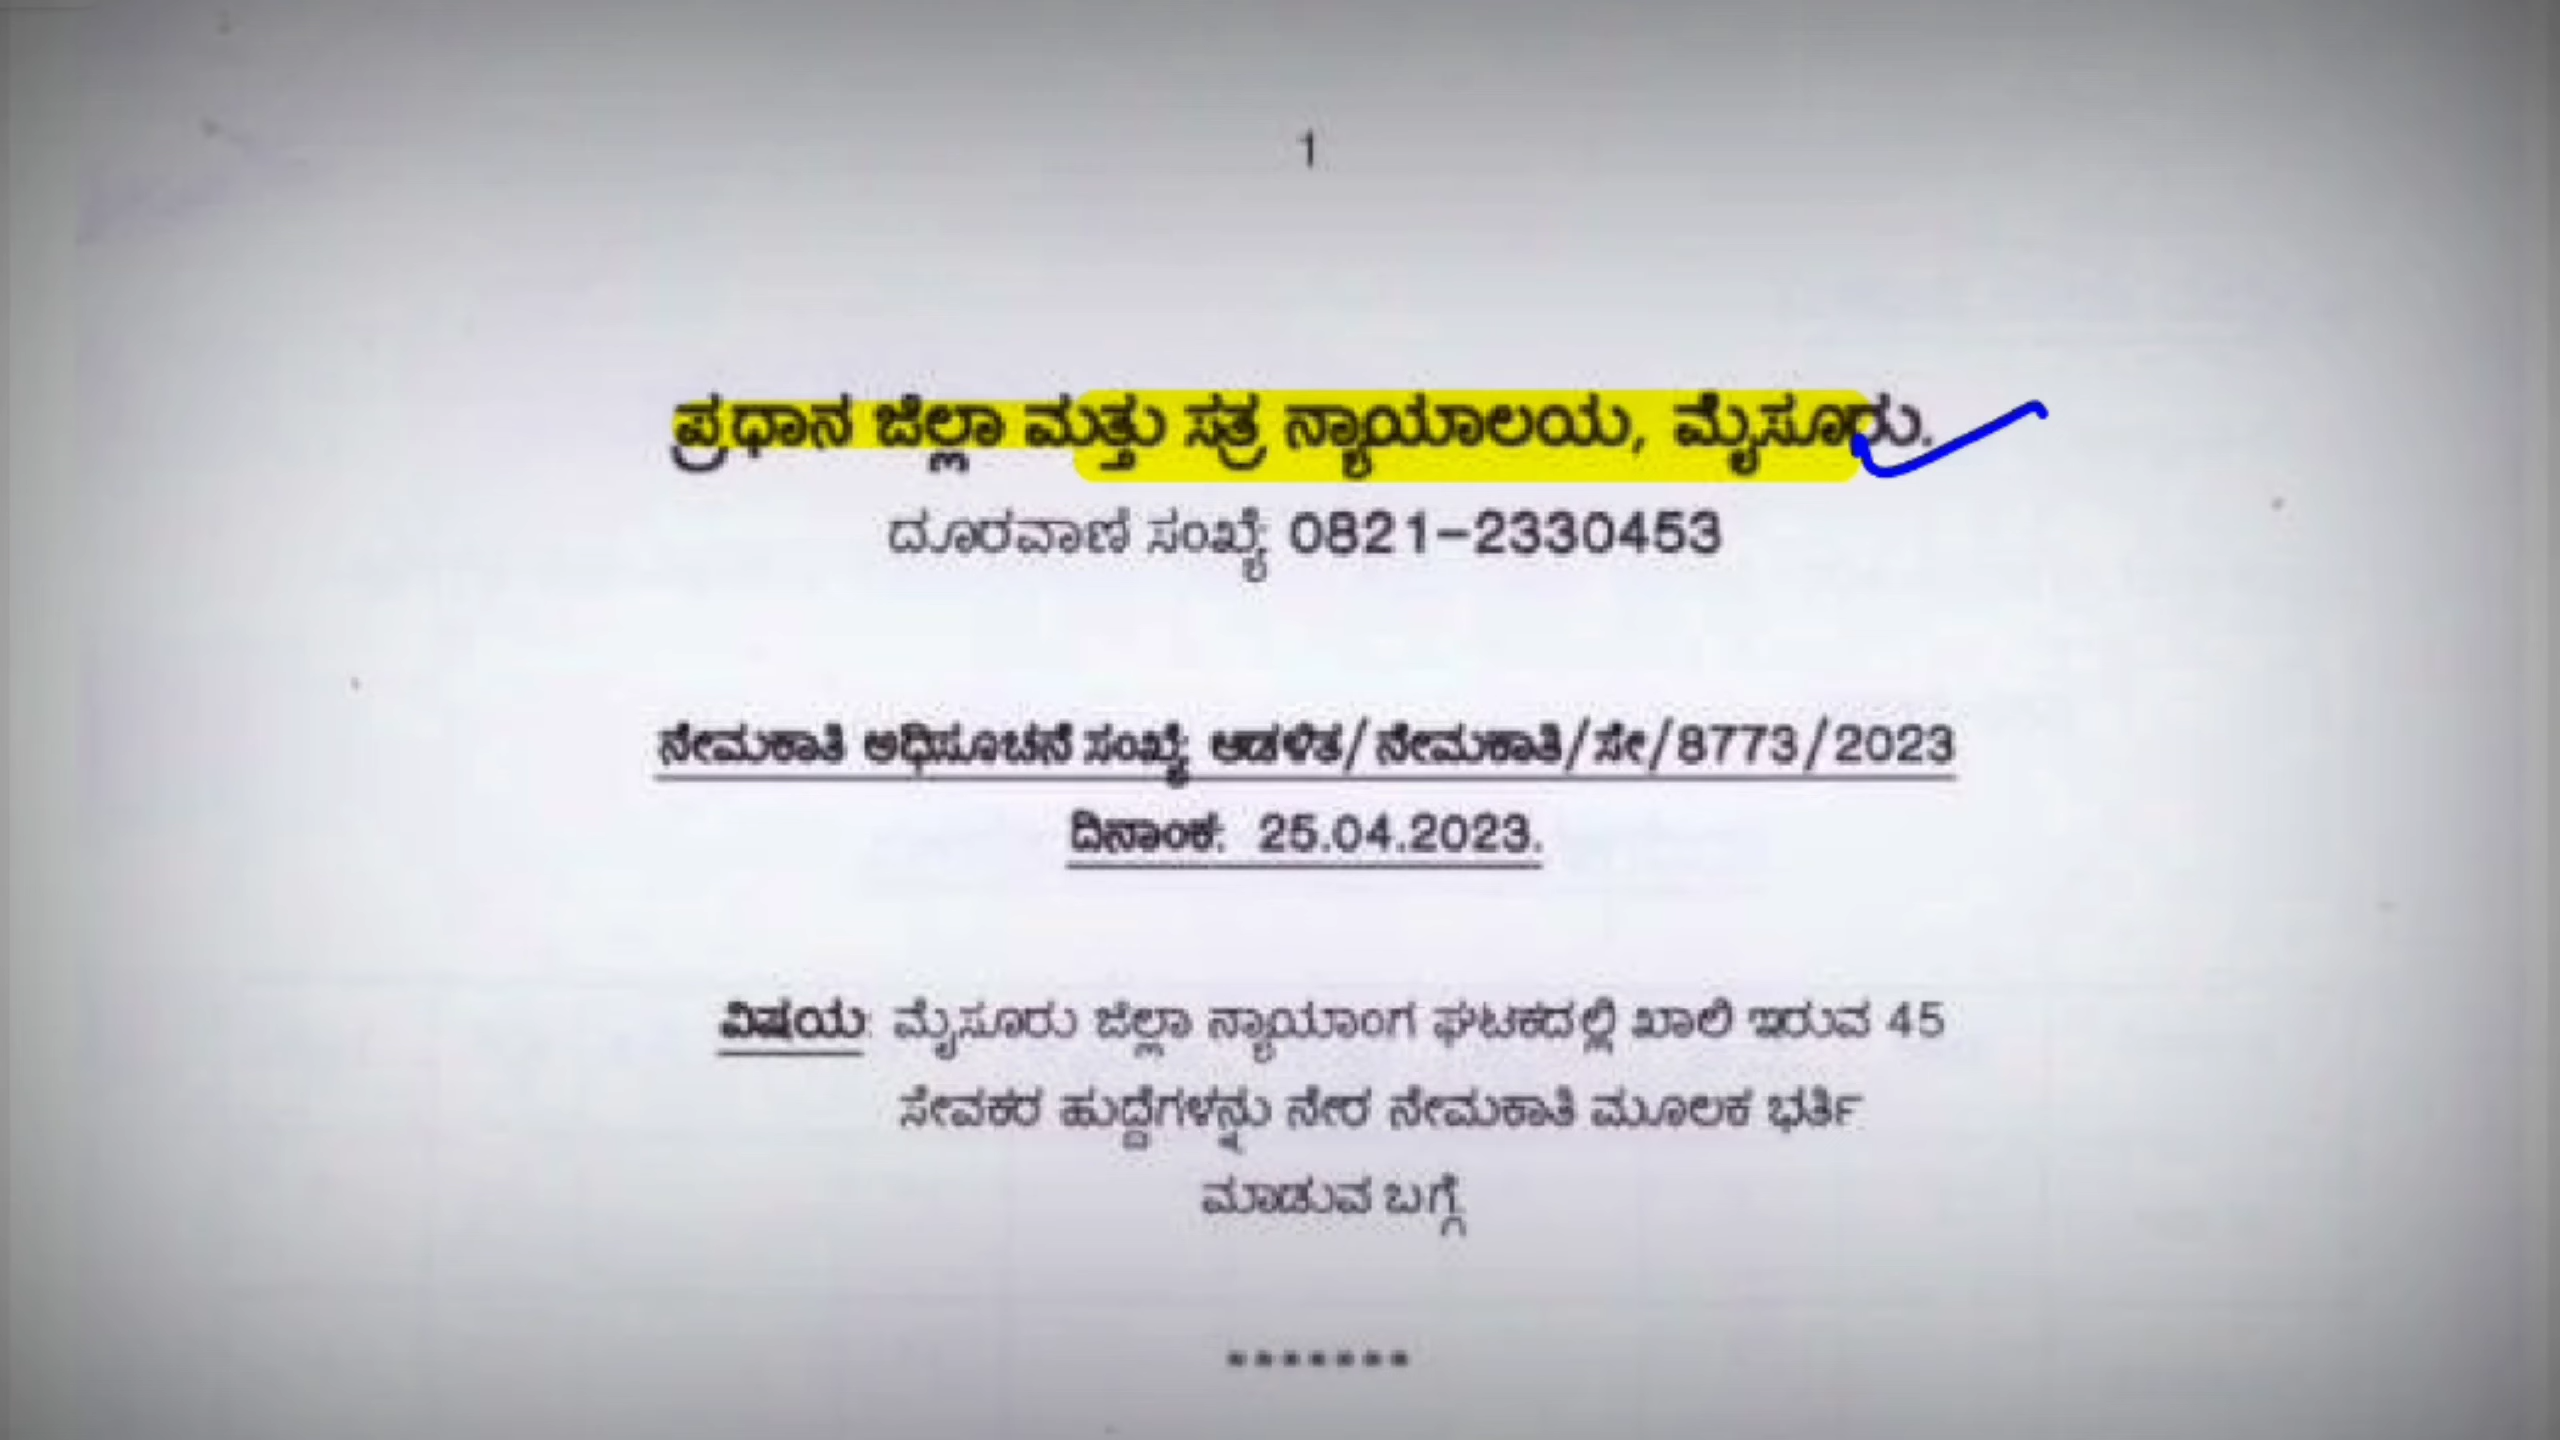 1
ಪ್ರಧಾನ ಜಿಲ್ಲಾ ಮತ್ತು ಸತ್ರ ನ್ಯಾಯಾಲಯ, ಮೈಸೂರು.
ದೂರವಾಣಿ ಸಂಖ್ಯೆ 0821-2330453
ನೇಮಕಾತಿ ಅಧಿಸೂಚನೆ ಸಂಖ್ಯೆ: ಆಡಳಿತ/ನೇಮಕಾತಿ/ಸೇ/8773/2023
ದಿನಾಂಕ: 25.04.2023.
ವಿಷಯ: ಮೈಸೂರು ಜಿಲ್ಲಾ ನ್ಯಾಯಾಂಗ ಘಟಕದಲ್ಲಿ ಖಾಲಿ ಇರುವ 45
ಸೇವಕರ ಹುದ್ದೆಗಳನ್ನು ನೇರ ನೇಮಕಾತಿ ಮೂಲಕ ಭರ್ತಿ
ಮಾಡುವ ಬಗ್ಗೆ
*******